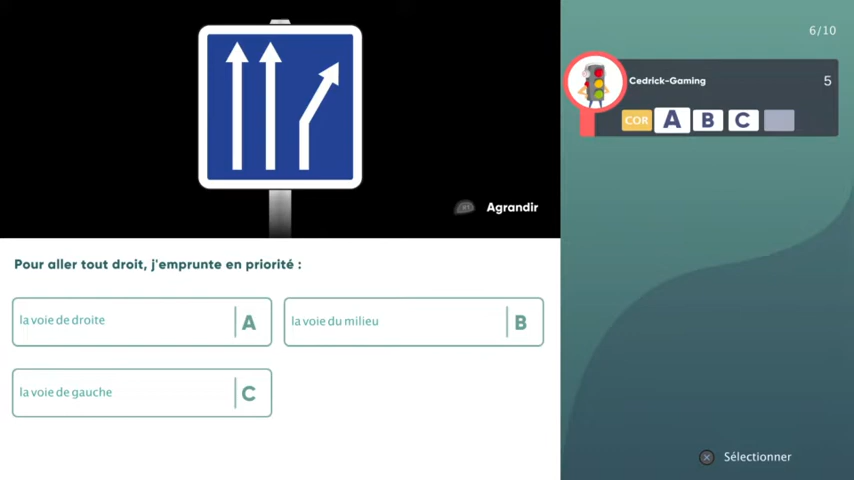 6/10
Cedrick-Gaming 5
COR A B C
Agrandir
Pour aller tout droit, j'emprunte en priorité :
la voie de droite A
la voie du milieu B
la voie de gauche C
Sélectionner